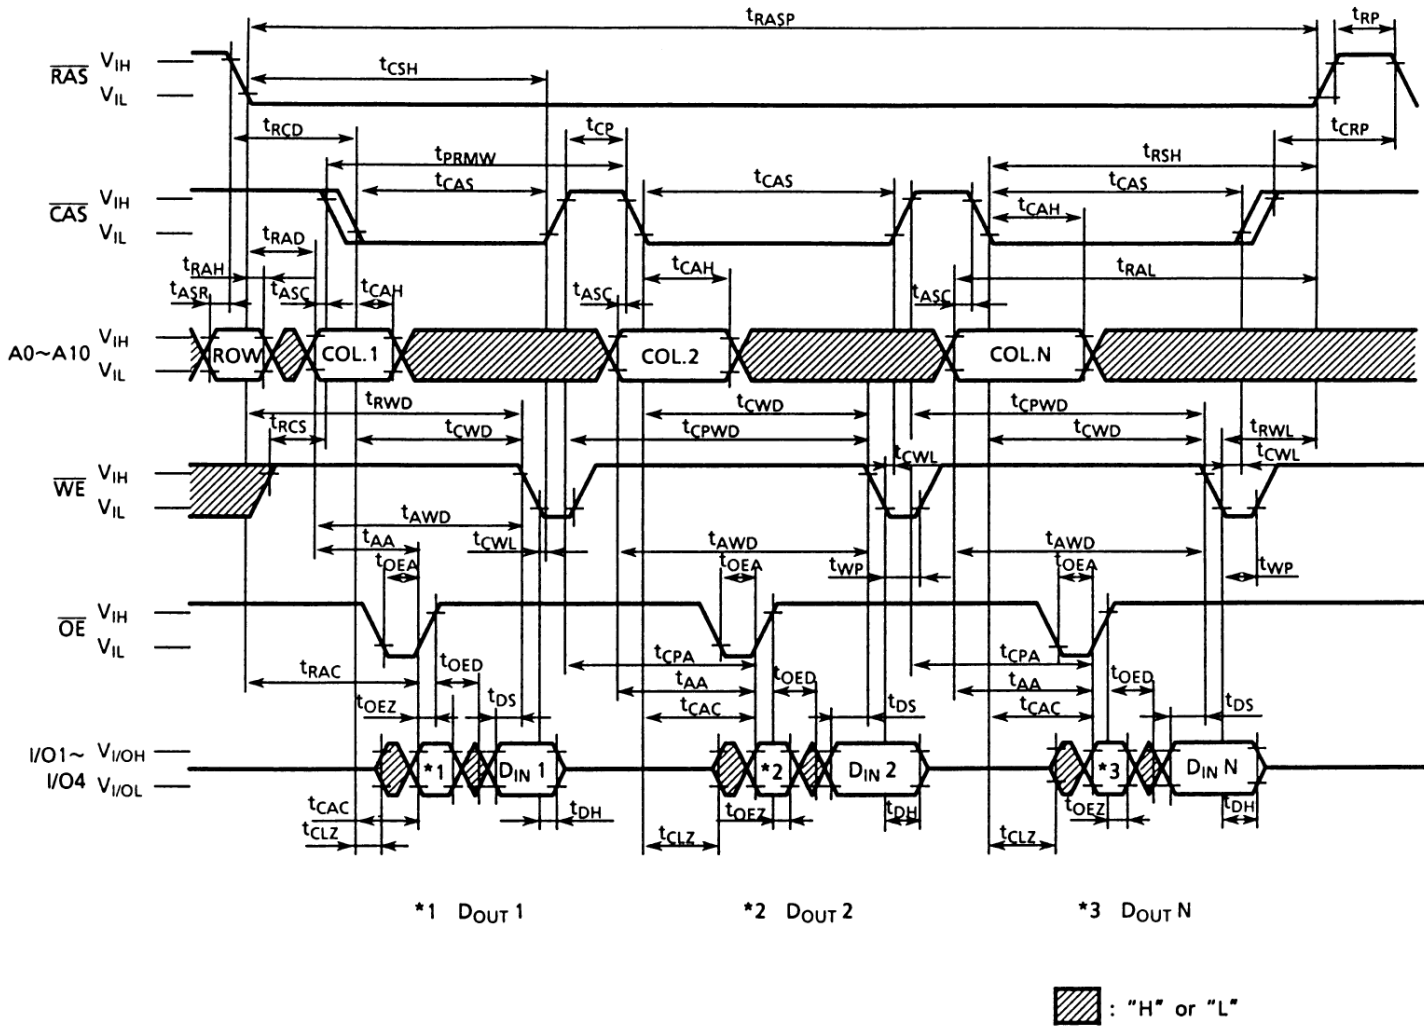 tRASP tRP
RAS VIH
VIL
tCSH
tRCD tCP tCRP
tPRMW tRSH
CAS VIH
VIL
tCAS tCAS tCAS
tCAH
tRAD
tRAH tCAH tRAL
tASR tASC tCAH tASC tASC
A0~A10 VIH
VIL
ROW COL.1 COL.2 COL.N
tRWD tCWD tCPWD
tRCS tCWD tCPWD tCWD tRWL
tCWL tCWL
WE VIH
VIL
tAWD
tAA tCWL tAWD tAWD
tOEA tOEA tWP tOEA tWP
OE VIH
VIL
tCPA tCPA
tRAC tOED tAA tOED tAA tOED
tOEZ tDS tCAC tDS tCAC tDS
I/O1~ VI/OH
I/O4 VI/OL
*1 DIN 1 *2 DIN 2 *3 DIN N
tCAC tDH tOEZ tDH tOEZ tDH
tCLZ tCLZ tCLZ
*1 DOUT 1 *2 DOUT 2 *3 DOUT N
: "H" or "L"